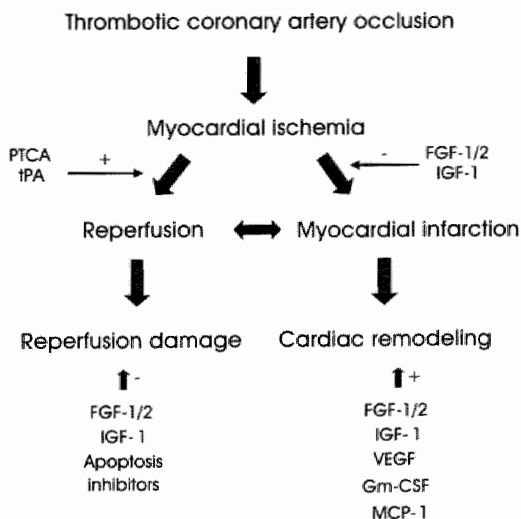 Thrombotic coronary artery occlusion
Myocardial ischemia
PTCA
tPA
+
-
FGF-1/2
IGF-1
Reperfusion
Myocardial infarction
Reperfusion damage
Cardiac remodeling
-
FGF-1/2
IGF-1
Apoptosis
inhibitors
+
FGF-1/2
IGF-1
VEGF
Gm-CSF
MCP-1